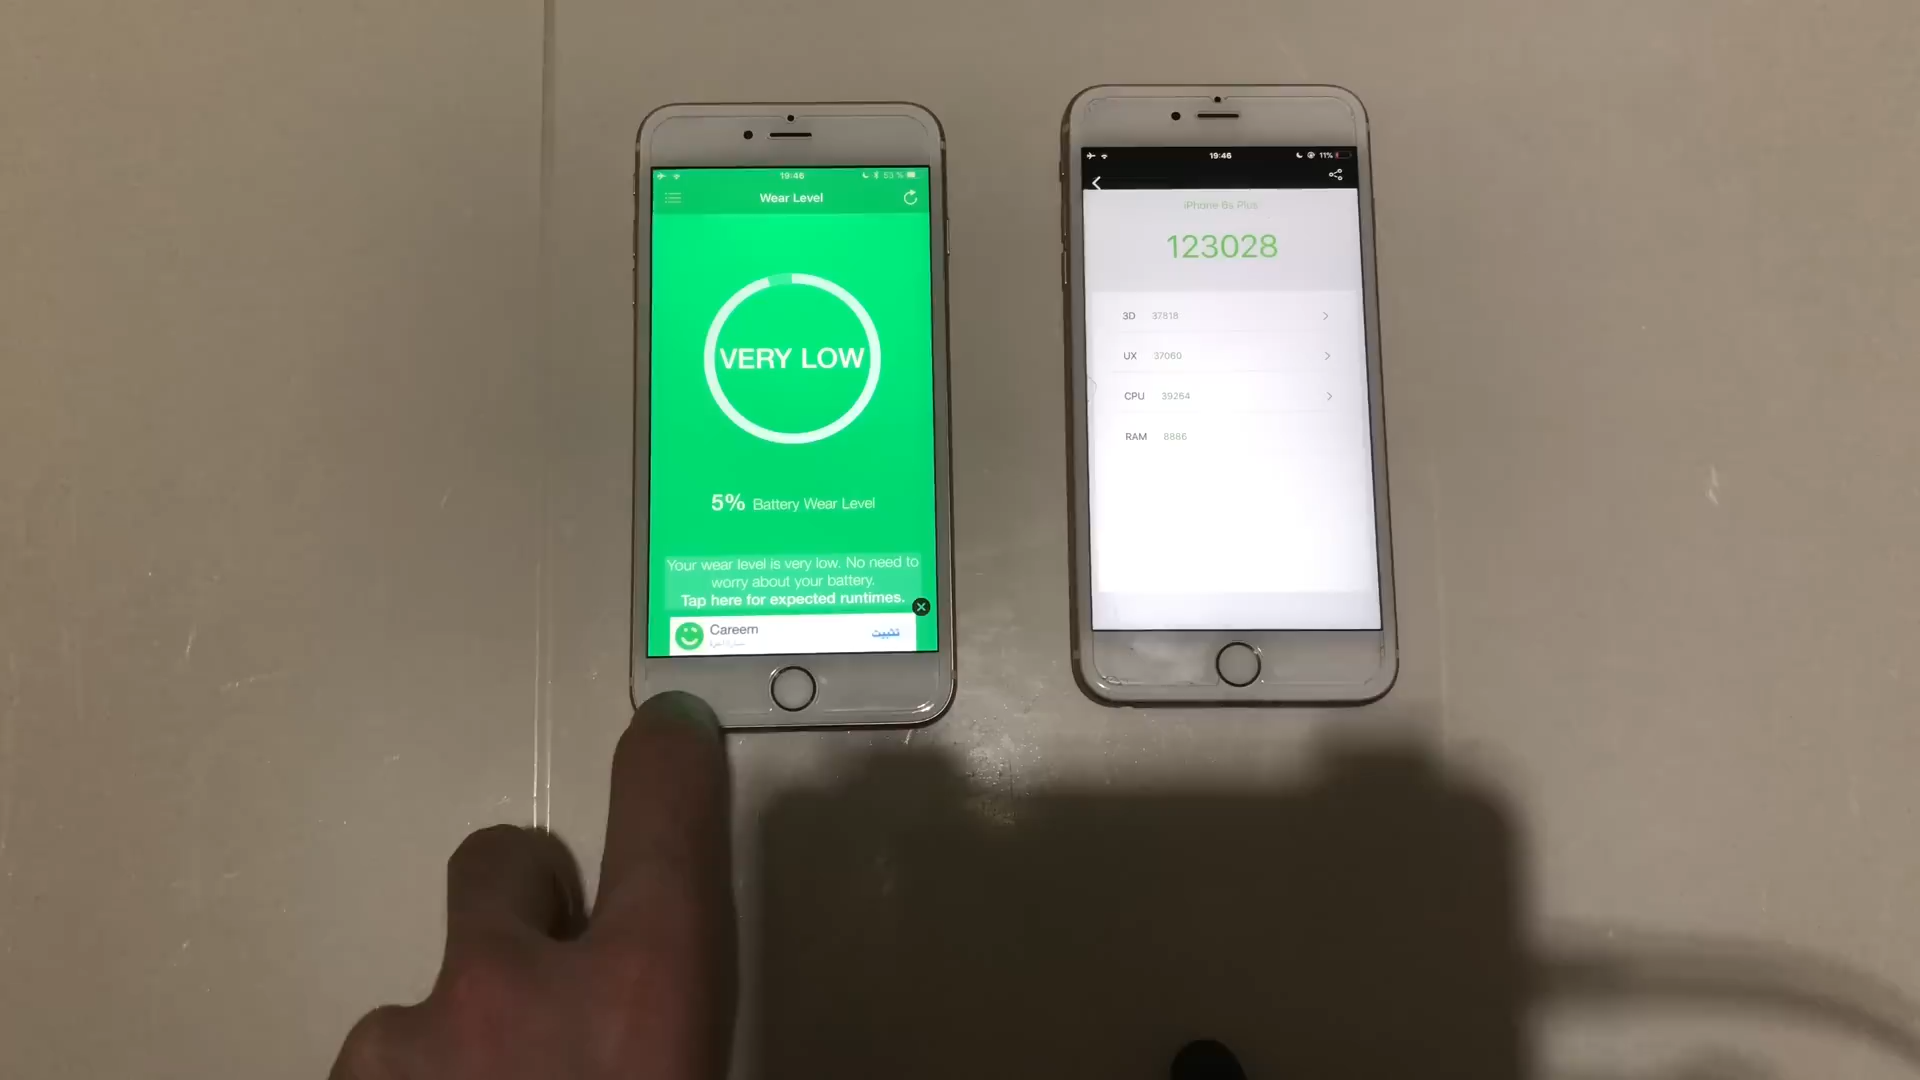 19:46
53 %
Wear Level
VERY LOW
5% Battery Wear Level
Your wear level is very low. No need to
worry about your battery.
Tap here for expected runtimes.
Careem
تثبيت
19:46
11%
iPhone 6s Plus
123028
3D 37818
UX 37060
CPU 39264
RAM 8886